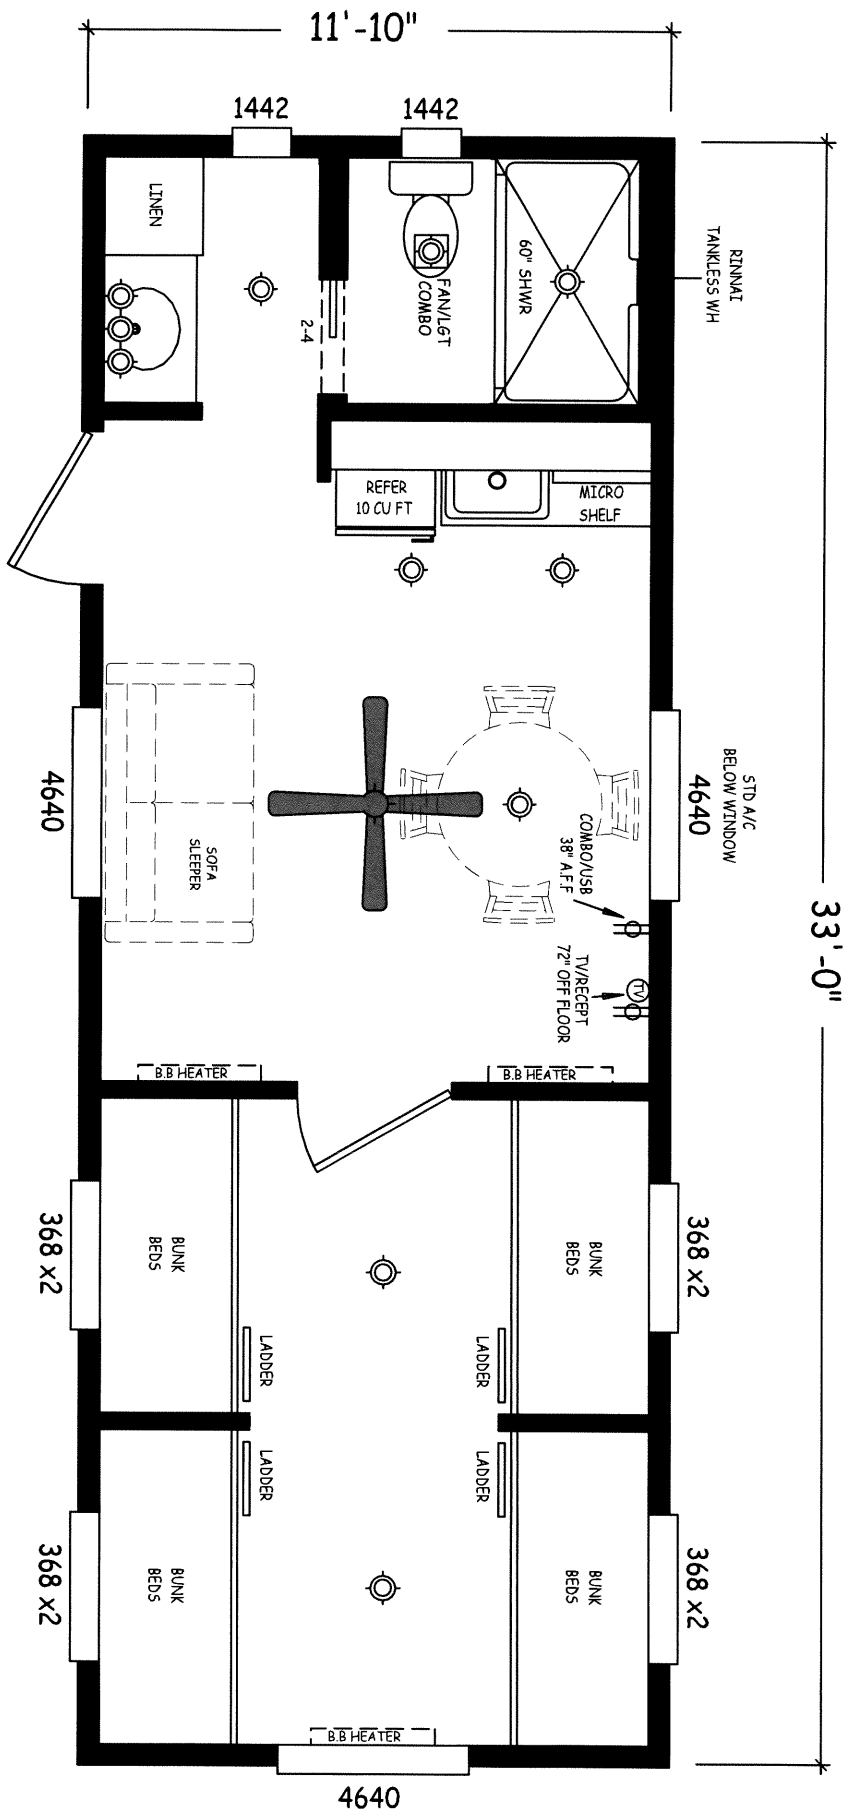 11'-10"
1442
1442
LINEN
60" SHWR
RINNAI
TANKLESS WH
FAN/LGT
COMBO
2-4
REFER
10 CU FT
MICRO
SHELF
4640
SOFA
SLEEPER
4640
STD A/C
BELOW WINDOW
COMBO/USB
38" A.F.F
33'-0"
TV/RECEPT
72" OFF FLOOR
TV
B.B HEATER
B.B HEATER
368 x2
BUNK
BEDS
BUNK
BEDS
368 x2
LADDER
LADDER
LADDER
LADDER
368 x2
BUNK
BEDS
BUNK
BEDS
368 x2
B.B HEATER
4640